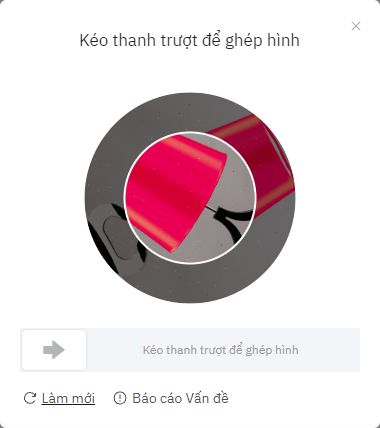 Kéo thanh trượt để ghép hình
Kéo thanh trượt để ghép hình
Làm mới
Báo cáo Vấn đề